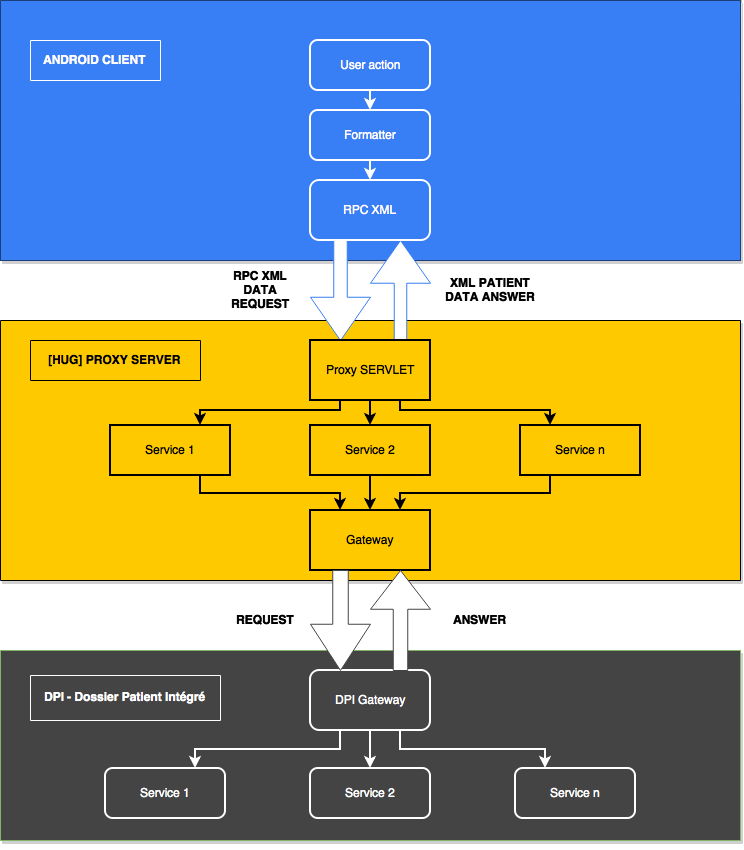 ANDROID CLIENT
User action
Formatter
RPC XML
RPC XML
DATA
REQUEST
XML PATIENT
DATA ANSWER
[HUG] PROXY SERVER
Proxy SERVLET
Service 1
Service 2
Service n
Gateway
REQUEST
ANSWER
DPI - Dossier Patient Intégré
DPI Gateway
Service 1
Service 2
Service n